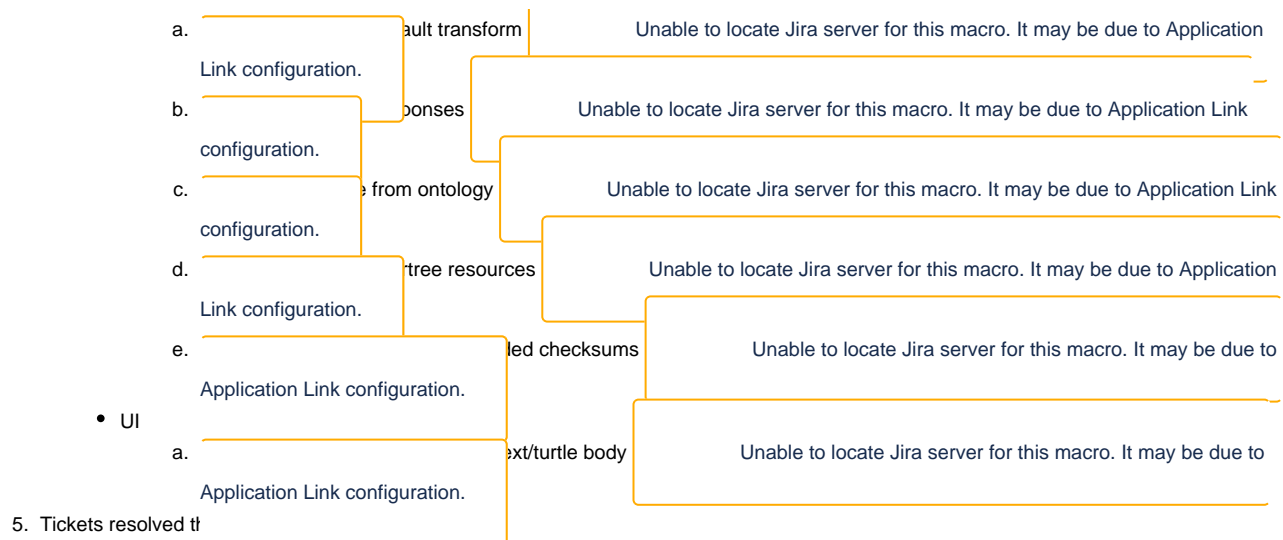 a. ault transform Unable to locate Jira server for this macro. It may be due to Application
Link configuration.
b. ponses Unable to locate Jira server for this macro. It may be due to Application Link
configuration.
c. from ontology Unable to locate Jira server for this macro. It may be due to Application Link
configuration.
d. rtree resources Unable to locate Jira server for this macro. It may be due to Application
Link configuration.
e. led checksums Unable to locate Jira server for this macro. It may be due to
Application Link configuration.
• UI
a. ext/turtle body Unable to locate Jira server for this macro. It may be due to
Application Link configuration.
5. Tickets resolved th